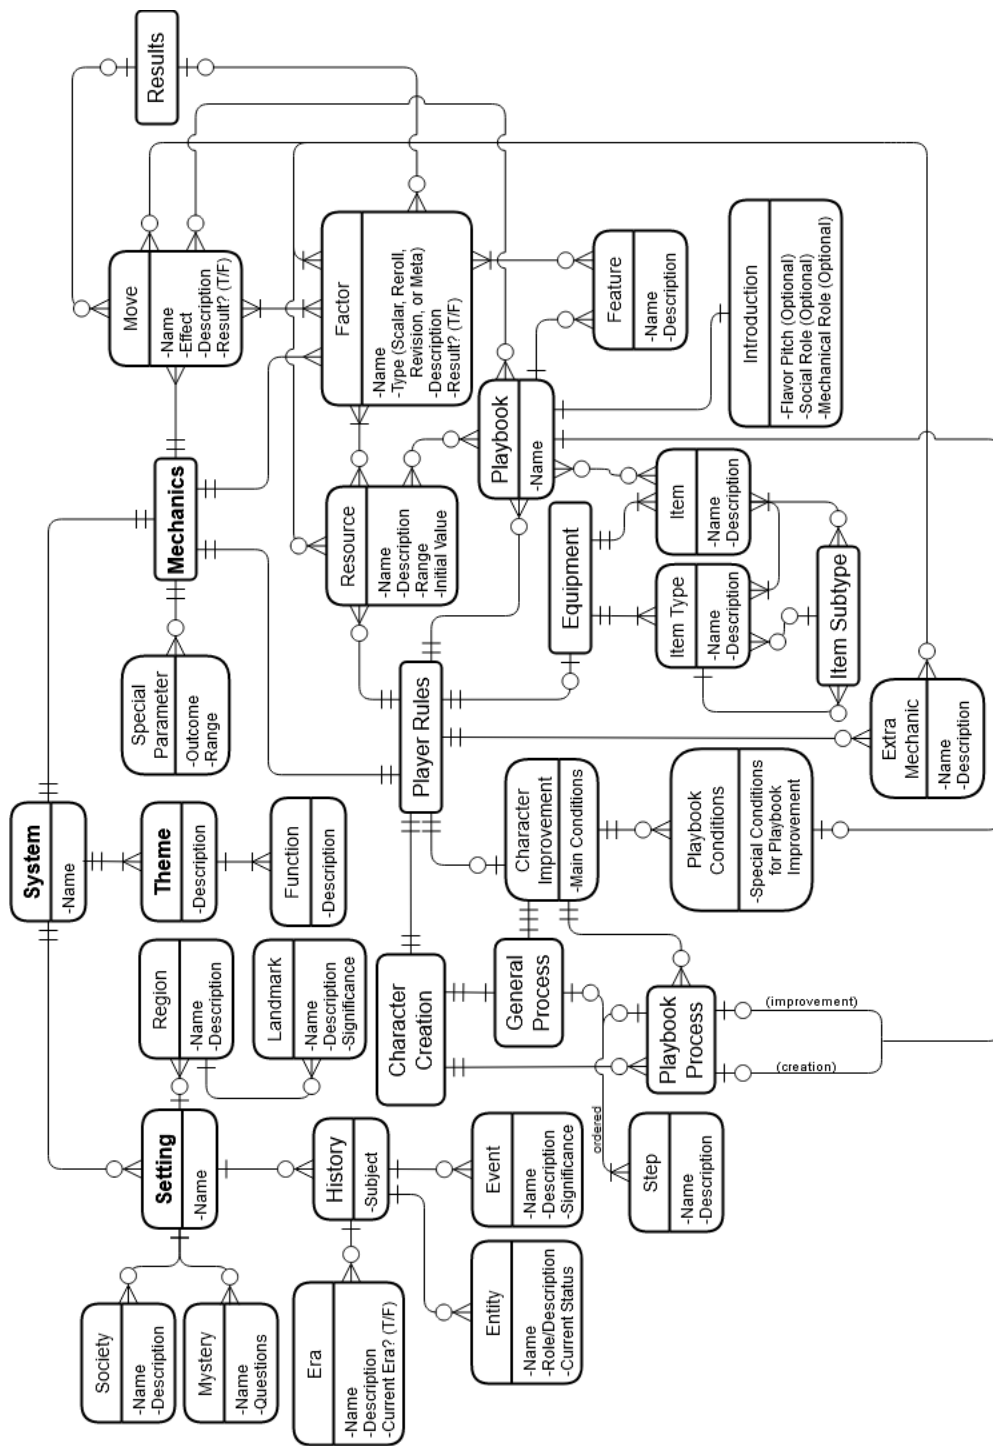 Results
Move
-Name
-Effect
-Description
-Result? (T/F)
Factor
-Name
-Type (Scalar, Reroll,
Revision, or Meta)
-Description
-Result? (T/F)
Feature
-Name
-Description
Introduction
-Flavor Pitch (Optional)
-Social Role (Optional)
-Mechanical Role (Optional)
Mechanics
Resource
-Name
-Description
-Range
-Initial Value
Playbook
-Name
Equipment
Item
-Name
-Description
Item Type
-Name
-Description
Item Subtype
Special
Parameter
-Outcome
-Range
Player Rules
Extra
Mechanic
-Name
-Description
System
-Name
Theme
-Description
Function
-Description
Character
Improvement
-Main Conditions
Playbook
Conditions
-Special Conditions
for Playbook
Improvement
Region
-Name
-Description
Landmark
-Name
-Description
-Significance
Character
Creation
General
Process
Playbook
Process
(improvement)
(creation)
ordered
Setting
-Name
History
-Subject
Event
-Name
-Description
-Significance
Step
-Name
-Description
Society
-Name
-Description
Mystery
-Name
-Questions
Era
-Name
-Description
-Current Era? (T/F)
Entity
-Name
-Role/Description
-Current Status